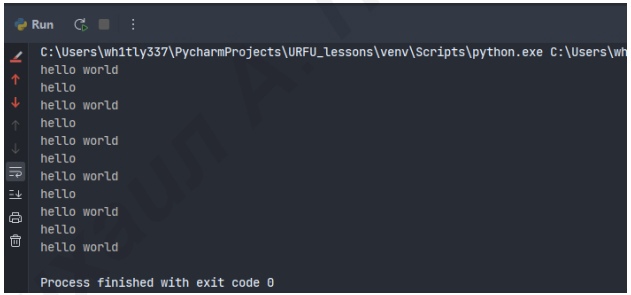 Run
C:\Users\wh1tly337\PycharmProjects\URFU_lessons\venv\Scripts\python.exe C:\Users\wh
hello world
hello
hello world
hello
hello world
hello
hello world
hello
hello world
hello
hello world
Process finished with exit code 0